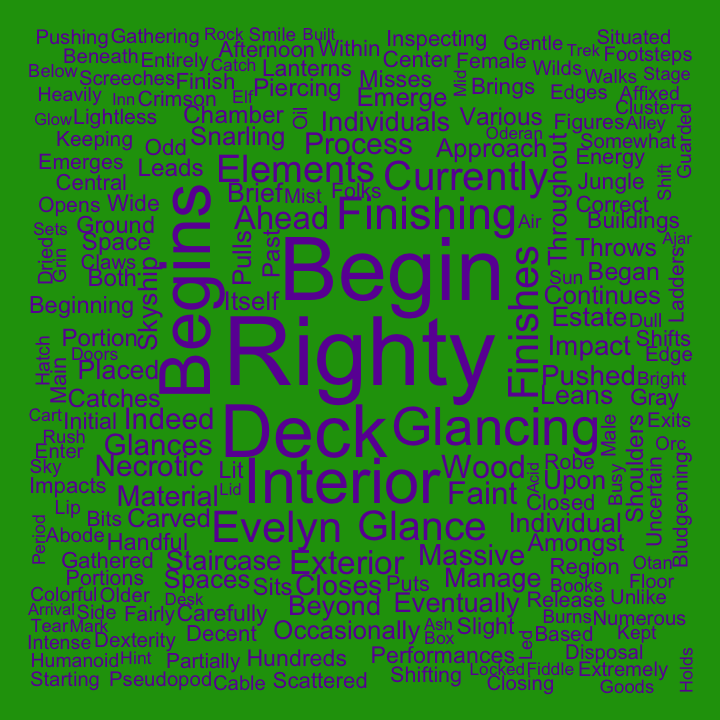 Pushing Gathering Rock Smile Built Within Inspecting Gentle Situated
Beneath Entirely Afternoon Center Female Trek Footsteps
Below Screeches Finish Catch Lanterns Misses Mid Brings Wilds Walks Stage
Heavily Inn Crimson Elf Piercing Emerge Edges Affixed
Glow Lightless Chamber Oil Individuals Various Figures Cluster Alley
Keeping Odd Snarling Process Approach Oderan Throughout Somewhat Guarded
Emerges Leads Elements Currently Energy
Central Brief Mist Folks Jungle Shift
Opens Wide Begins Ahead Finishing Air Correct
Sets Ground Pulls Past Buildings
Dried Grin Space Begin Finishes Throws Ajar
Claws Skyship Sun Began Ladders
Both Itself Continues
Beginning Righty Estate Dull
Hatch Portion Impact Shifts
Main Doors Edge
Placed Pushed Bright
Catches Leans Gray
Cart Initial Indeed Deck Glancing Male Shoulders Exits
Rush Enter Glances Orc
Sky Necrotic Lit Interior Wood Acid Robe Busy Uncertain Bludgeoning
Impacts Material Lid Faint Upon
Lip Closed
Period Bits Carved Evelyn Glance Individual
Abode Handful Amongst
Gathered Staircase Exterior Massive Region Otan
Portions Spaces Sits Closes Puts Manage Books Floor
Colorful Older Desk Beyond Eventually Release Unlike
Arrival Side Fairly Carefully Ash Burns Numerous
Tear Mark Occasionally Box Slight Led Based Kept
Intense Dexterity Decent Disposal
Humanoid Hint Partially Hundreds Performances Locked Fiddle Extremely Holds
Starting Pseudopod Cable Scattered Shifting Closing Goods